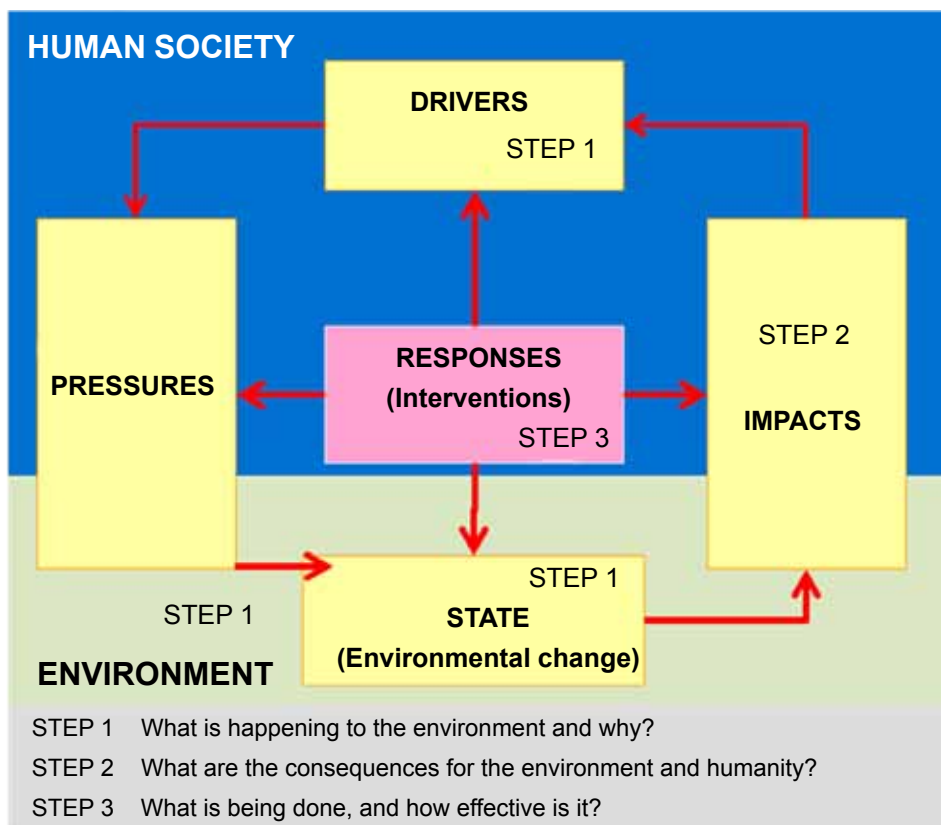 HUMAN SOCIETY
DRIVERS
STEP 1
PRESSURES
RESPONSES
(Interventions)
STEP 3
STEP 2
IMPACTS
STEP 1
STEP 1
STATE
(Environmental change)
ENVIRONMENT
STEP 1 What is happening to the environment and why?
STEP 2 What are the consequences for the environment and humanity?
STEP 3 What is being done, and how effective is it?